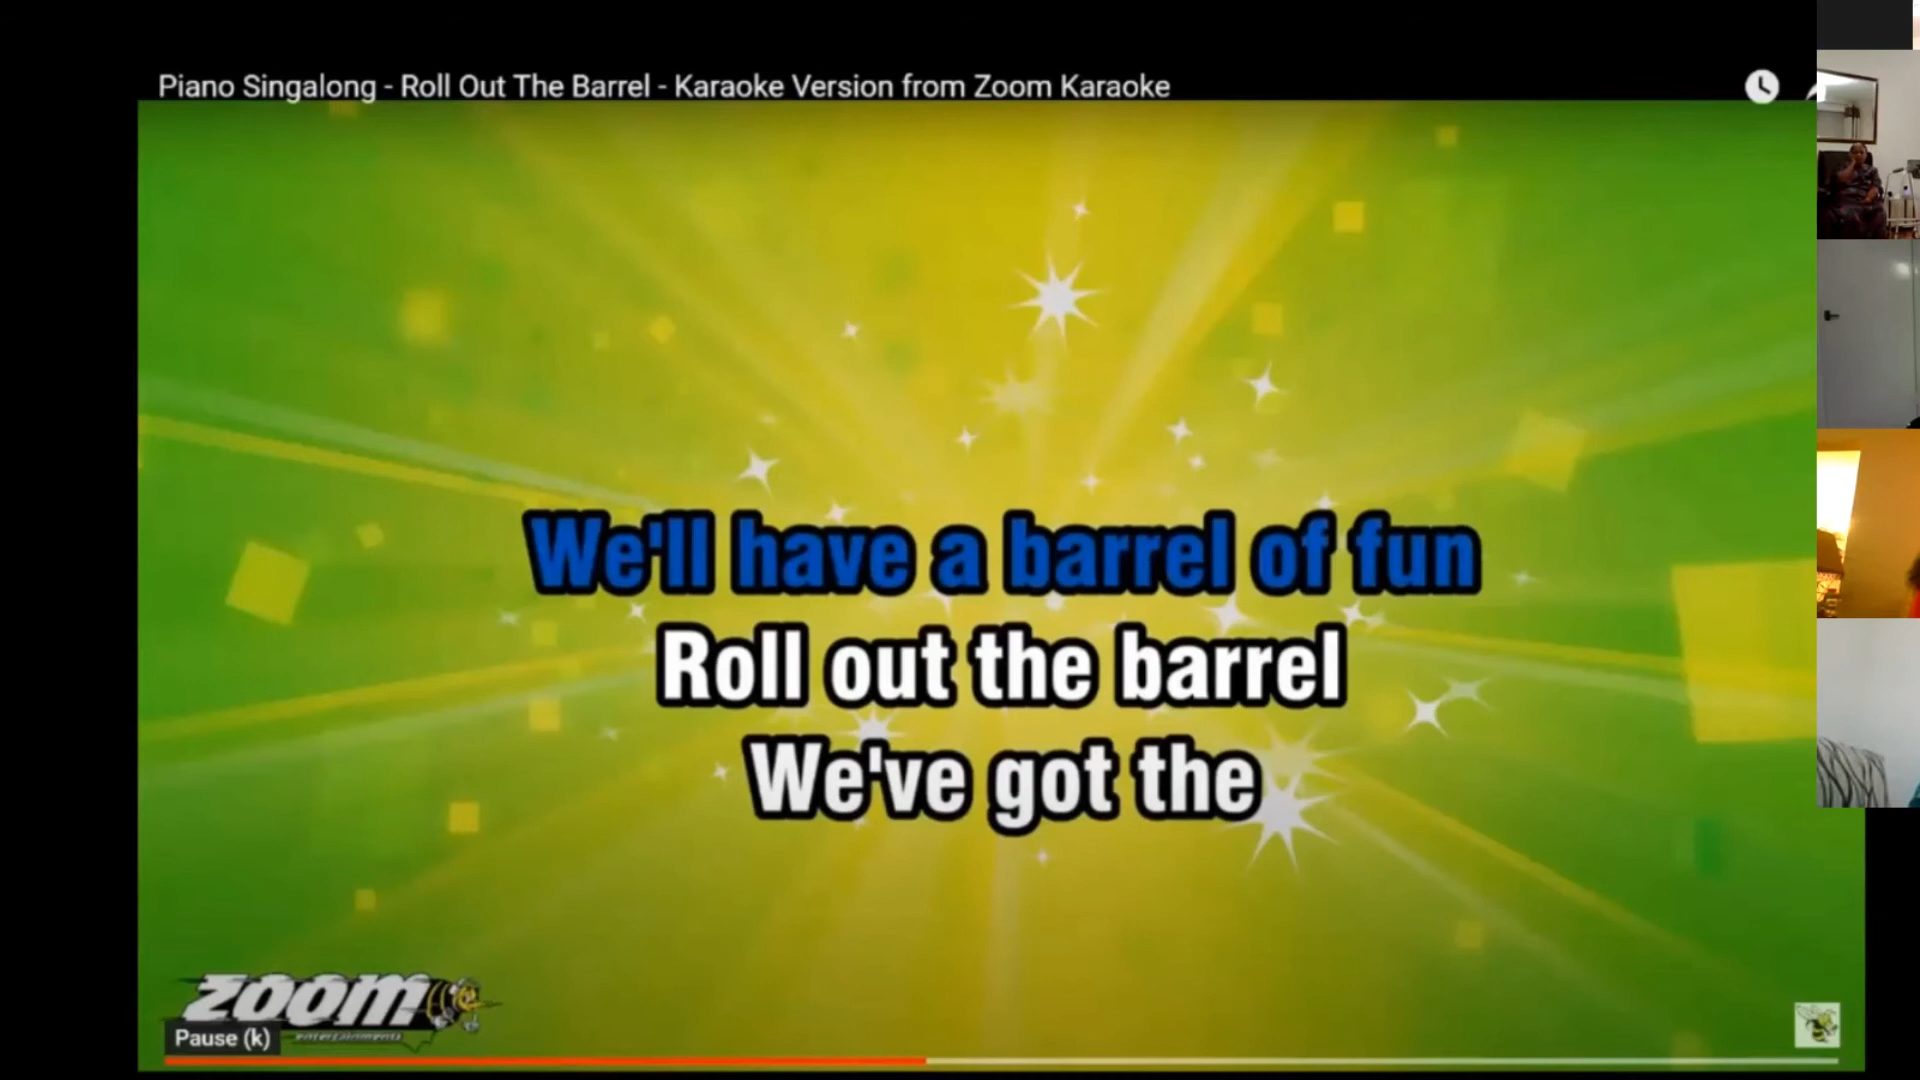 Piano Singalong - Roll Out The Barrel - Karaoke Version from Zoom Karaoke
We'll have a barrel of fun
Roll out the barrel
We've got the
zoom
entertainments
Pause (k)